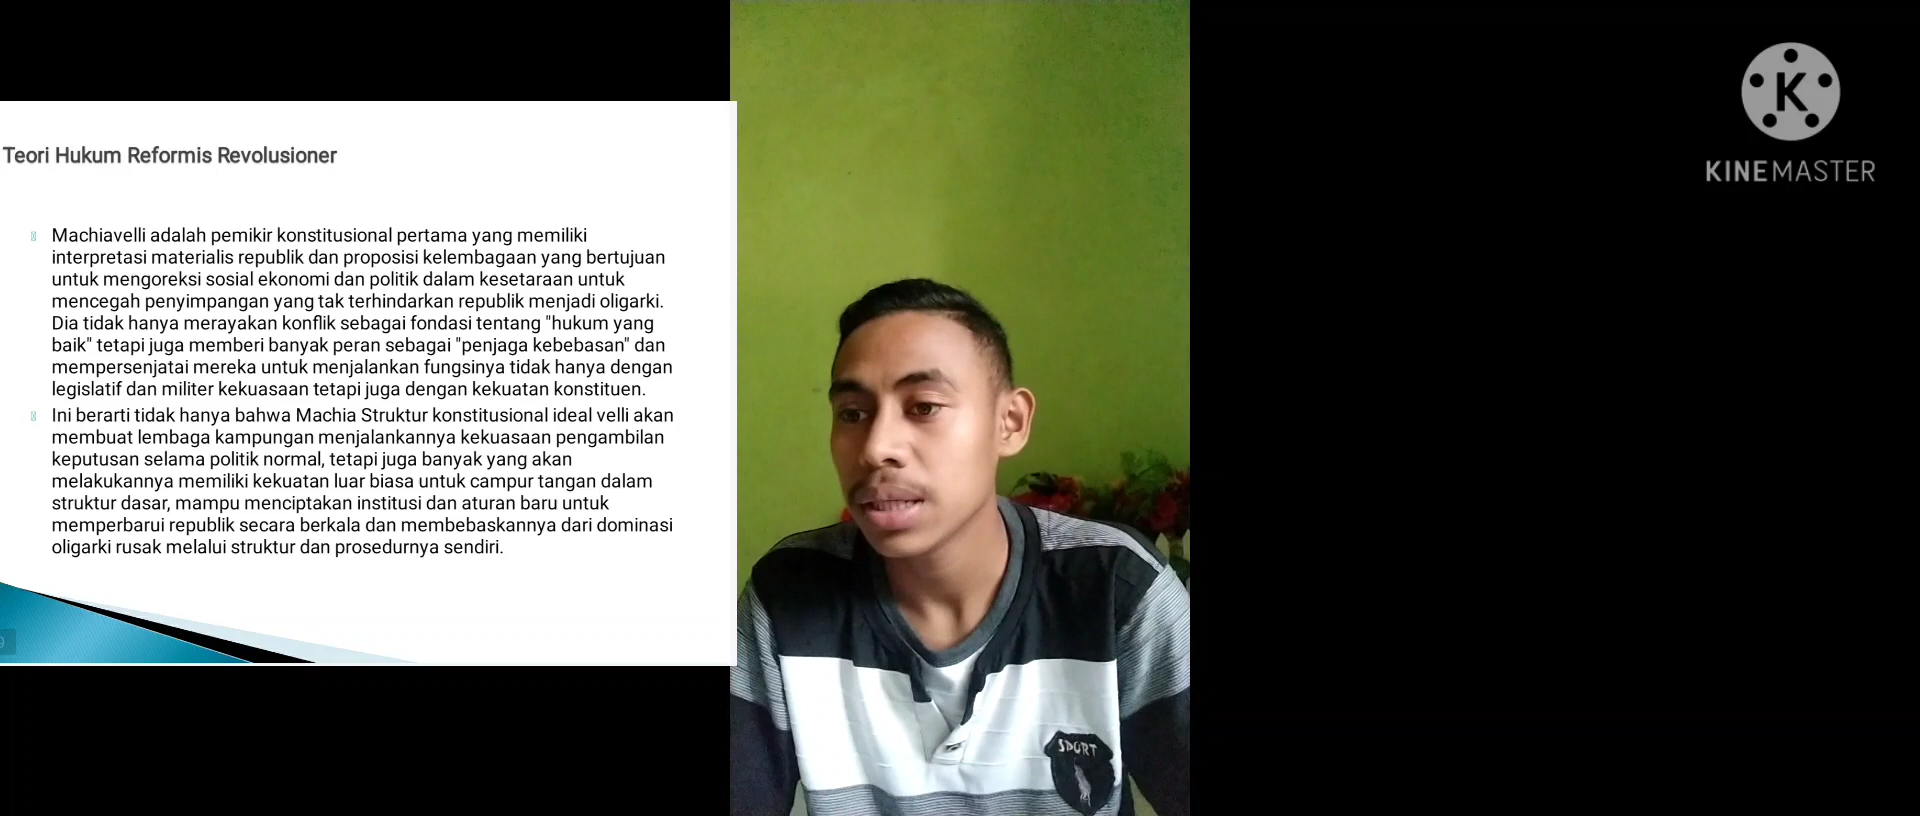 Teori Hukum Reformis Revolusioner
Machiavelli adalah pemikir konstitusional pertama yang memiliki
interpretasi materialis republik dan proposisi kelembagaan yang bertujuan
untuk mengoreksi sosial ekonomi dan politik dalam kesetaraan untuk
mencegah penyimpangan yang tak terhindarkan republik menjadi oligarki.
Dia tidak hanya merayakan konflik sebagai fondasi tentang "hukum yang
baik" tetapi juga memberi banyak peran sebagai "penjaga kebebasan" dan
mempersenjatai mereka untuk menjalankan fungsinya tidak hanya dengan
legislatif dan militer kekuasaan tetapi juga dengan kekuatan konstituen.
Ini berarti tidak hanya bahwa Machia Struktur konstitusional ideal velli akan
membuat lembaga kampungan menjalankannya kekuasaan pengambilan
keputusan selama politik normal, tetapi juga banyak yang akan
melakukannya memiliki kekuatan luar biasa untuk campur tangan dalam
struktur dasar, mampu menciptakan institusi dan aturan baru untuk
memperbarui republik secara berkala dan membebaskannya dari dominasi
oligarki rusak melalui struktur dan prosedurnya sendiri.
9
K
KINEMASTER
SPORT